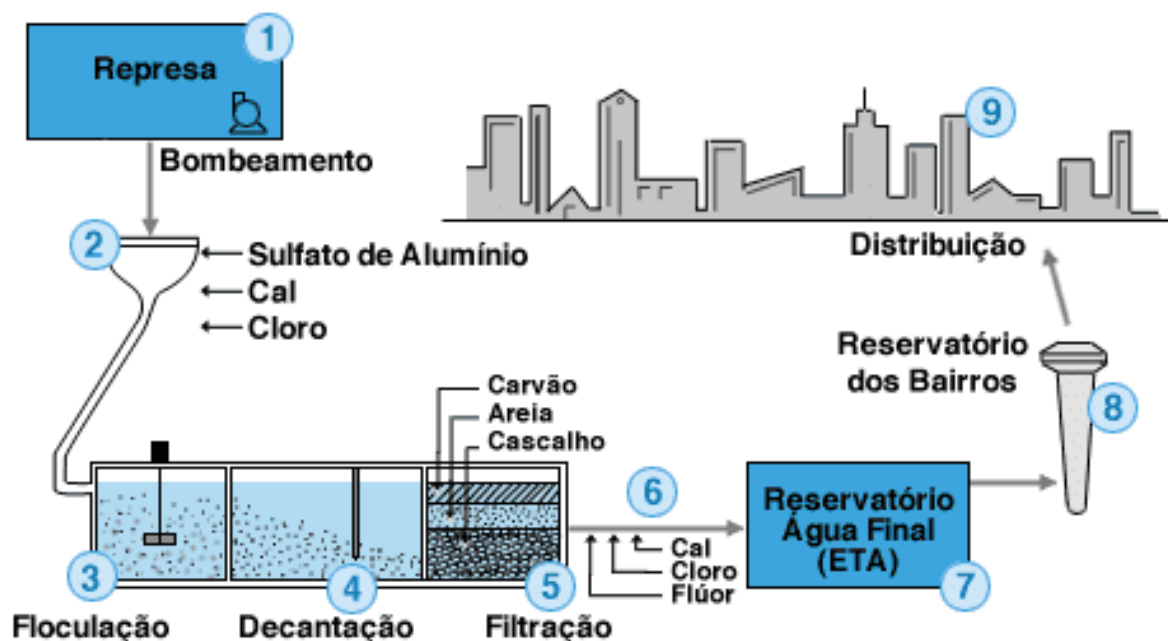 1
Represa
Bombeamento
2
Sulfato de Alumínio
Cal
Cloro
3
Floculação
4
Decantação
Carvão
Areia
Cascalho
5
Filtração
6
Cal
Cloro
Flúor
Reservatório
Água Final
(ETA)
7
Reservatório
dos Bairros
8
9
Distribuição